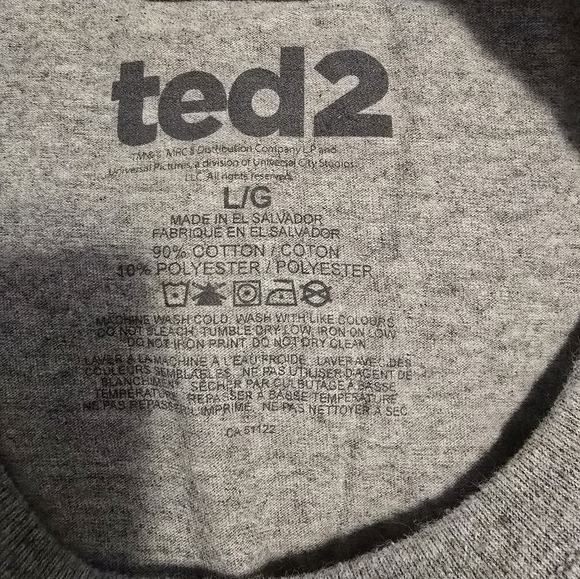 ted2
TM&© MRC II Distribution Company L.P and
Universal Pictures, a division of Universal City Studios
LLC. All rights reserved.
L/G
MADE IN EL SALVADOR
FABRIQUE EN EL SALVADOR
90% COTTON / COTON
10% POLYESTER / POLYESTER
MACHINE WASH COLD, WASH WITH LIKE COLOURS
DO NOT BLEACH, TUMBLE DRY LOW, IRON ON LOW
DO NOT IRON PRINT, DO NOT DRY CLEAN
LAVER A LA MACHINE A L'EAU FROIDE, LAVER AVEC DES
COULEURS SEMBLABLES, NE PAS UTILISER D'AGENT DE
BLANCHIMENT, SECHER PAR CULBUTAGE A BASSE
TEMPERATURE, REPASSER A BASSE TEMPERATURE
NE PAS REPASSER L'IMPRIME, NE PAS NETTOYER A SEC
CA 57122